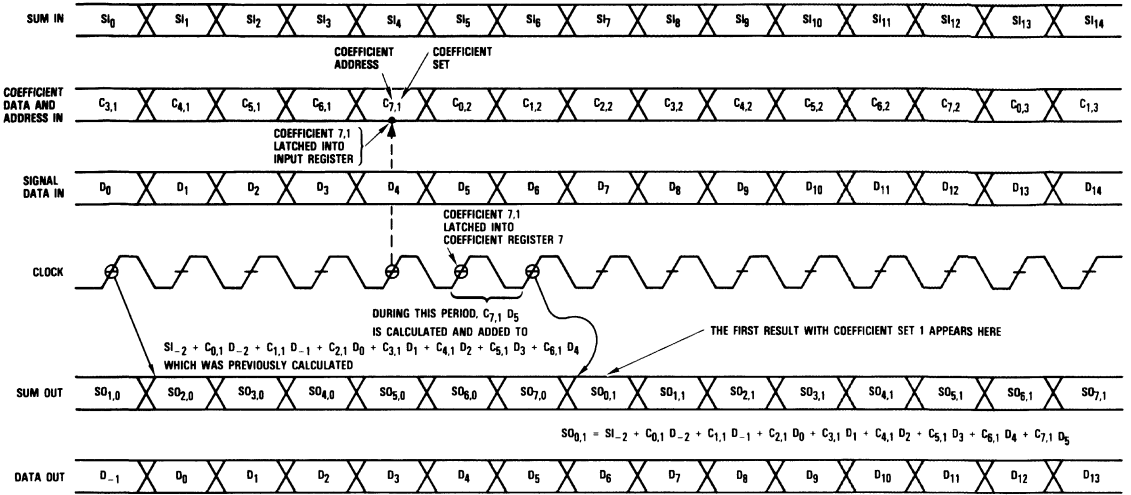 SUM IN SI0 SI1 SI2 SI3 SI4 SI5 SI6 SI7 SI8 SI9 SI10 SI11 SI12 SI13 SI14
COEFFICIENT ADDRESS
COEFFICIENT SET
COEFFICIENT DATA AND ADDRESS IN C3,1 C4,1 C5,1 C6,1 C7,1 C0,2 C1,2 C2,2 C3,2 C4,2 C5,2 C6,2 C7,2 C0,3 C1,3
COEFFICIENT 7,1
LATCHED INTO
INPUT REGISTER
SIGNAL DATA IN D0 D1 D2 D3 D4 D5 D6 D7 D8 D9 D10 D11 D12 D13 D14
COEFFICIENT 7,1
LATCHED INTO
COEFFICIENT REGISTER 7
CLOCK
DURING THIS PERIOD, C7,1 D5
IS CALCULATED AND ADDED TO
SI-2 + C0,1 D-2 + C1,1 D-1 + C2,1 D0 + C3,1 D1 + C4,1 D2 + C5,1 D3 + C6,1 D4
WHICH WAS PREVIOUSLY CALCULATED
THE FIRST RESULT WITH COEFFICIENT SET 1 APPEARS HERE
SUM OUT SO1,0 SO2,0 SO3,0 SO4,0 SO5,0 SO6,0 SO7,0 SO0,1 SO1,1 SO2,1 SO3,1 SO4,1 SO5,1 SO6,1 SO7,1
SO0,1 = SI-2 + C0,1 D-2 + C1,1 D-1 + C2,1 D0 + C3,1 D1 + C4,1 D2 + C5,1 D3 + C6,1 D4 + C7,1 D5
DATA OUT D-1 D0 D1 D2 D3 D4 D5 D6 D7 D8 D9 D10 D11 D12 D13